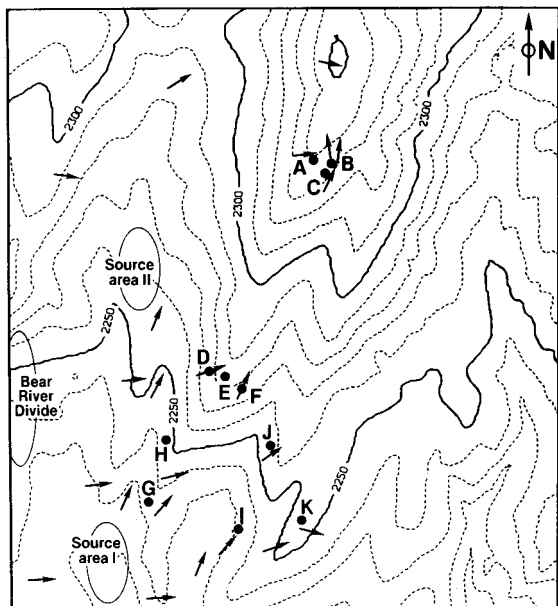 N
2300
2300
2300
A
B
C
Source
area II
2250
Bear
River
Divide
D
E
F
2250
2250
J
H
G
I
K
Source
area I